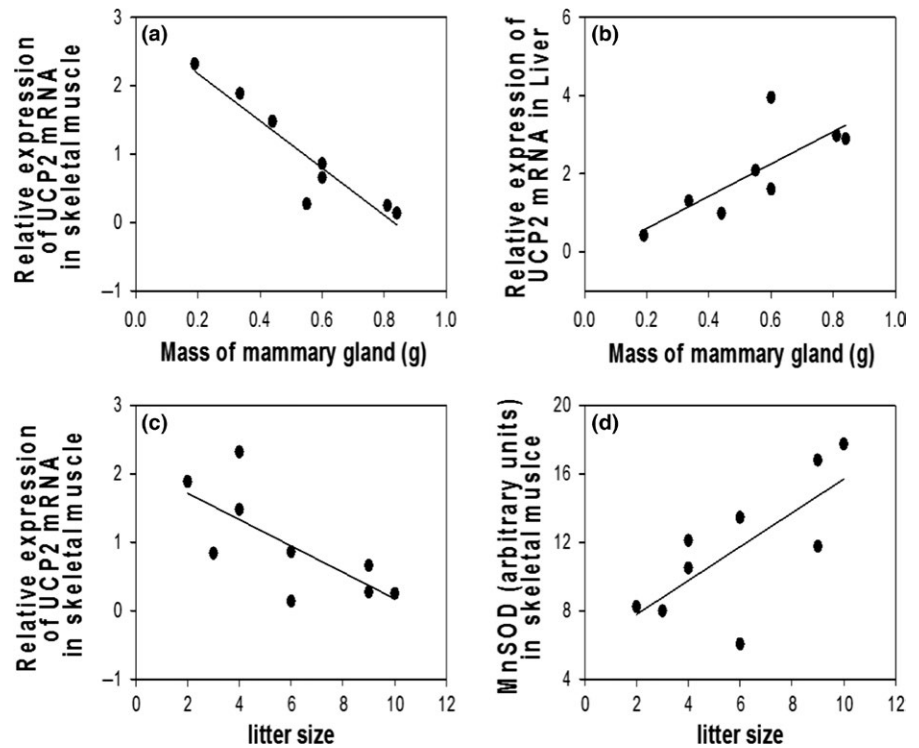 (a)
Relative expression
of UCP2 mRNA
in skeletal muscle
3
2
1
0
–1
0.0 0.2 0.4 0.6 0.8 1.0
Mass of mammary gland (g)
(b)
Relative expression of
UCP2 mRNA in Liver
6
4
2
0
0.0 0.2 0.4 0.6 0.8 1.0
Mass of mammary gland (g)
(c)
Relative expression
of UCP2 mRNA
in skeletal muscle
3
2
1
0
–1
0 2 4 6 8 10 12
litter size
(d)
MnSOD (arbitrary units)
in skeletal muslce
20
16
12
8
4
0 2 4 6 8 10 12
litter size